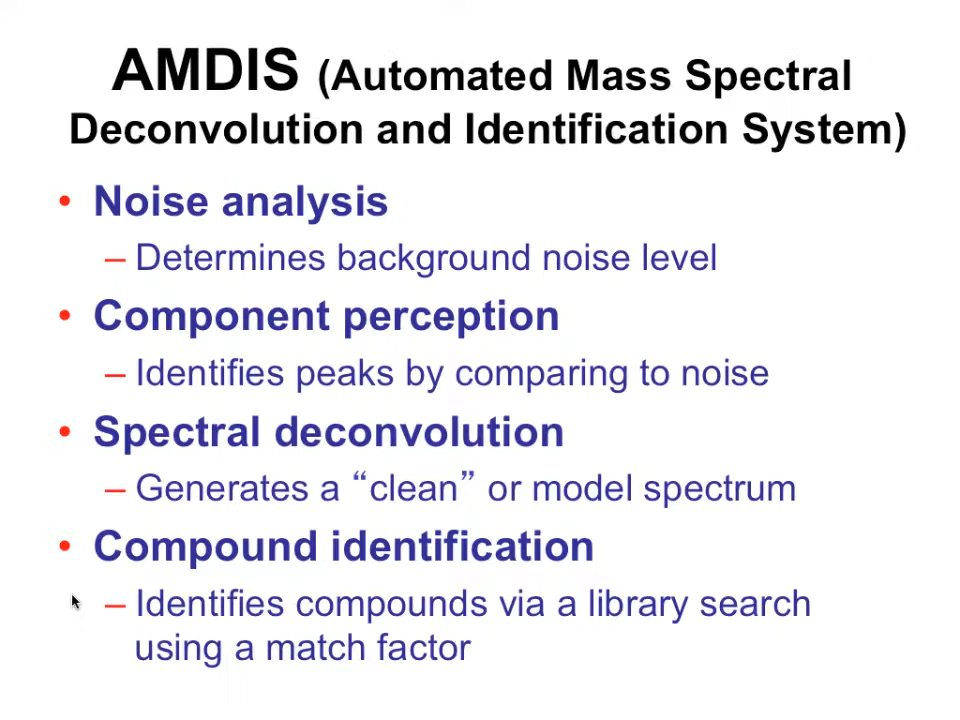 AMDIS (Automated Mass Spectral
Deconvolution and Identification System)
• Noise analysis
– Determines background noise level
• Component perception
– Identifies peaks by comparing to noise
• Spectral deconvolution
– Generates a “clean” or model spectrum
• Compound identification
– Identifies compounds via a library search
using a match factor